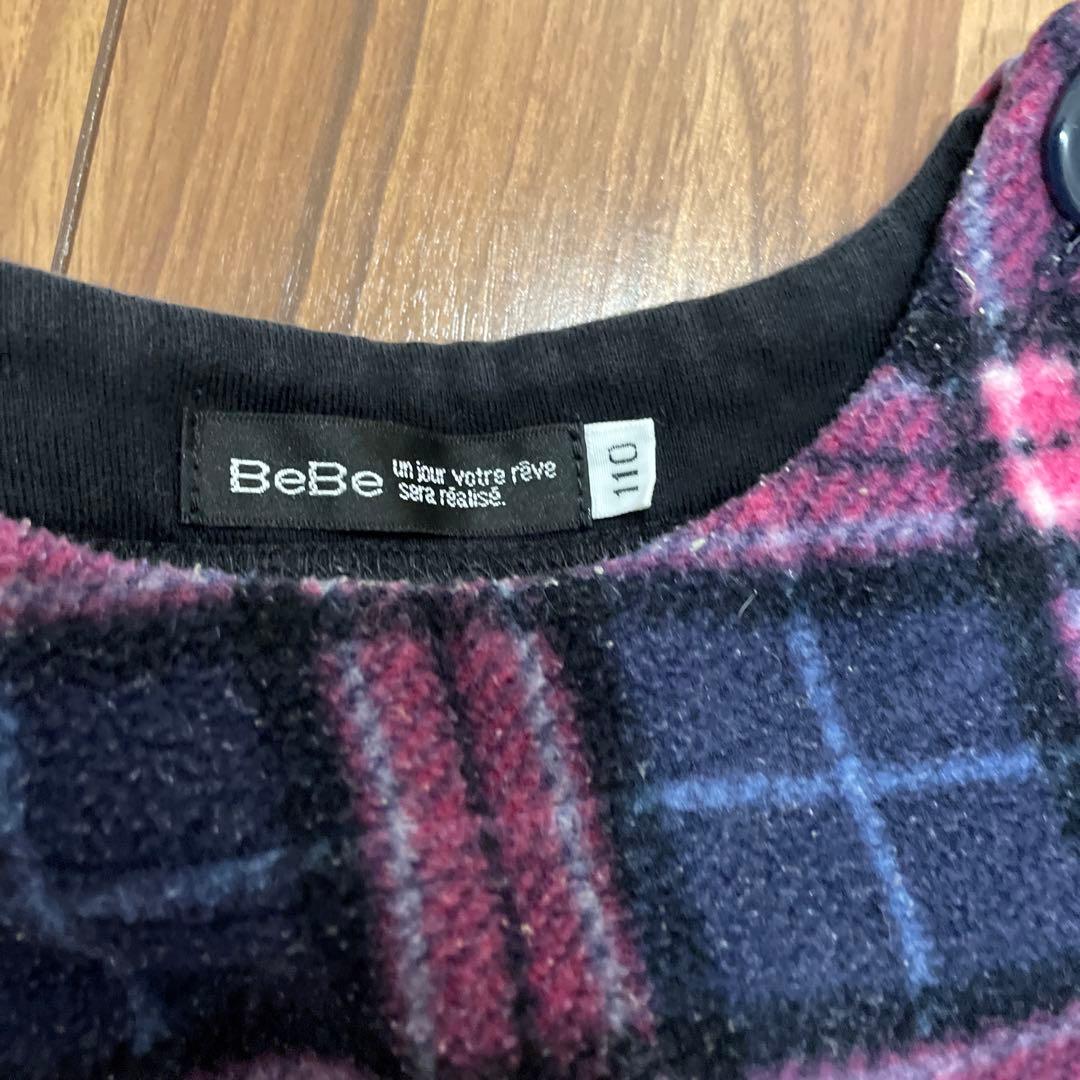 BeBe
un jour votre rêve
sera réalisé.
110